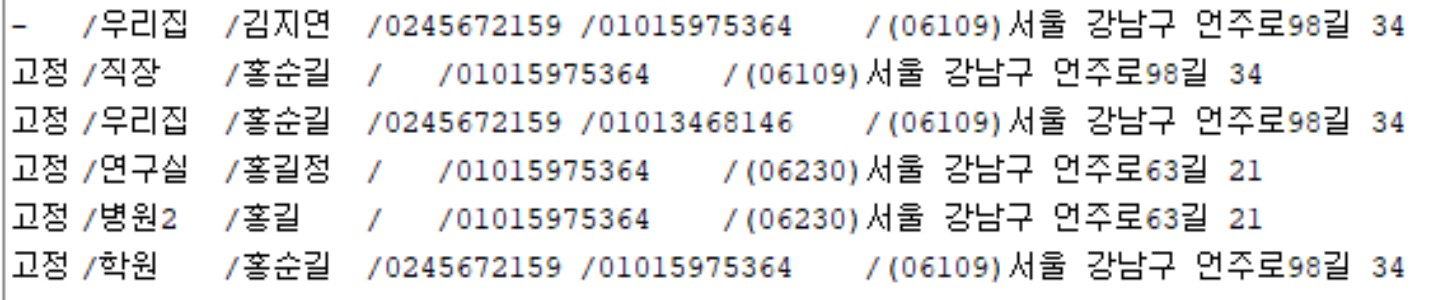 -   /우리집  /김지연  /0245672159 /01015975364    /(06109)서울 강남구 언주로98길 34
고정 /직장   /홍순길  /   /01015975364    /(06109)서울 강남구 언주로98길 34
고정 /우리집  /홍순길  /0245672159 /01013468146    /(06109)서울 강남구 언주로98길 34
고정 /연구실  /홍길정  /   /01015975364    /(06230)서울 강남구 언주로63길 21
고정 /병원2  /홍길   /   /01015975364    /(06230)서울 강남구 언주로63길 21
고정 /학원   /홍순길  /0245672159 /01015975364    /(06109)서울 강남구 언주로98길 34